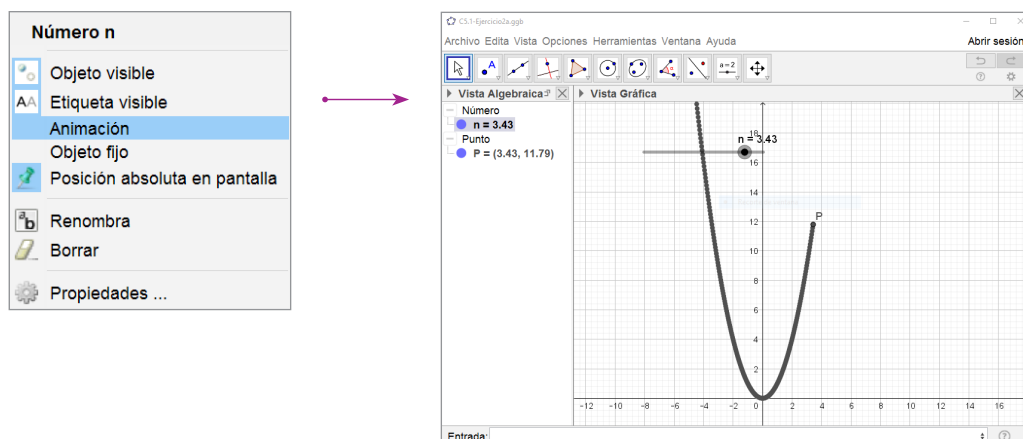 Número n
Objeto visible
AA Etiqueta visible
Animación
Objeto fijo
Posición absoluta en pantalla
ab Renombra
Borrar
Propiedades ...
C5.1-Ejercicio2a.ggb
Archivo Edita Vista Opciones Herramientas Ventana Ayuda
Abrir sesión
A
a=2
Vista Algebraica
Vista Gráfica
Número
n = 3.43
Punto
P = (3.43, 11.79)
18
n = 3.43
16
14
12
P
10
8
6
4
2
-12 -10 -8 -6 -4 -2 0 2 4 6 8 10 12 14 16
Entrada: